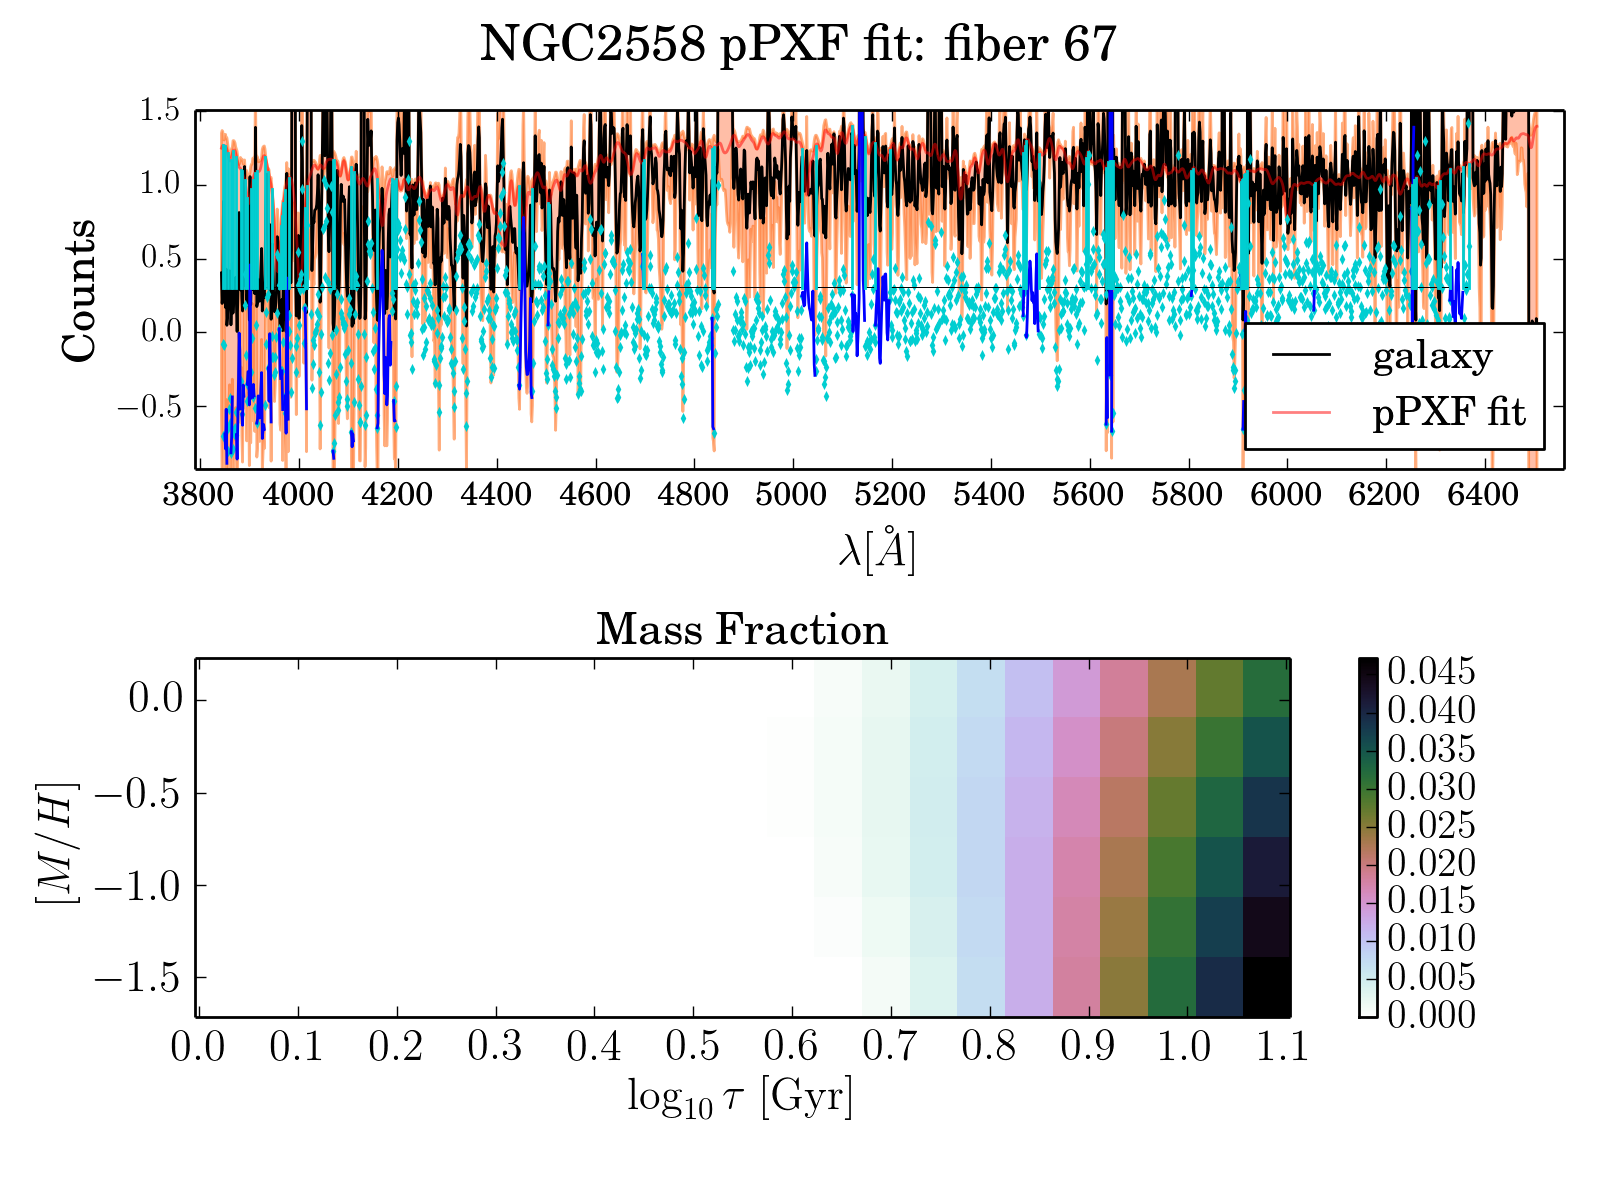 NGC2558 pPXF fit: fiber 67
1.5
1.0
0.5
0.0
−0.5
Counts
galaxy
pPXF fit
3800 4000 4200 4400 4600 4800 5000 5200 5400 5600 5800 6000 6200 6400
λ[Å]
Mass Fraction
0.0
−0.5
−1.0
−1.5
[M/H]
0.0 0.1 0.2 0.3 0.4 0.5 0.6 0.7 0.8 0.9 1.0 1.1
log₁₀ τ [Gyr]
0.045
0.040
0.035
0.030
0.025
0.020
0.015
0.010
0.005
0.000